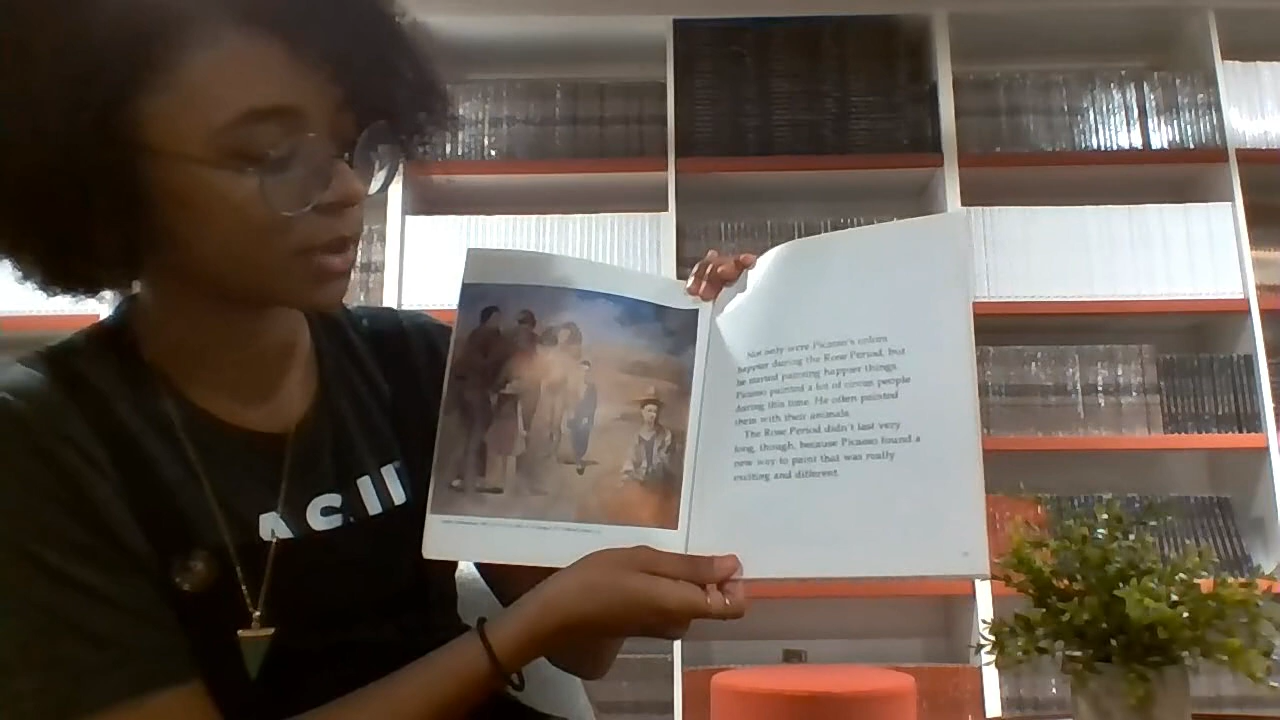 Not only were Picasso's colors
happier during the Rose Period, but
he started painting happier things.
Picasso painted a lot of circus people
during this time. He often painted
them with their animals.
The Rose Period didn't last very
long, though, because Picasso found a
new way to paint that was really
exciting and different.